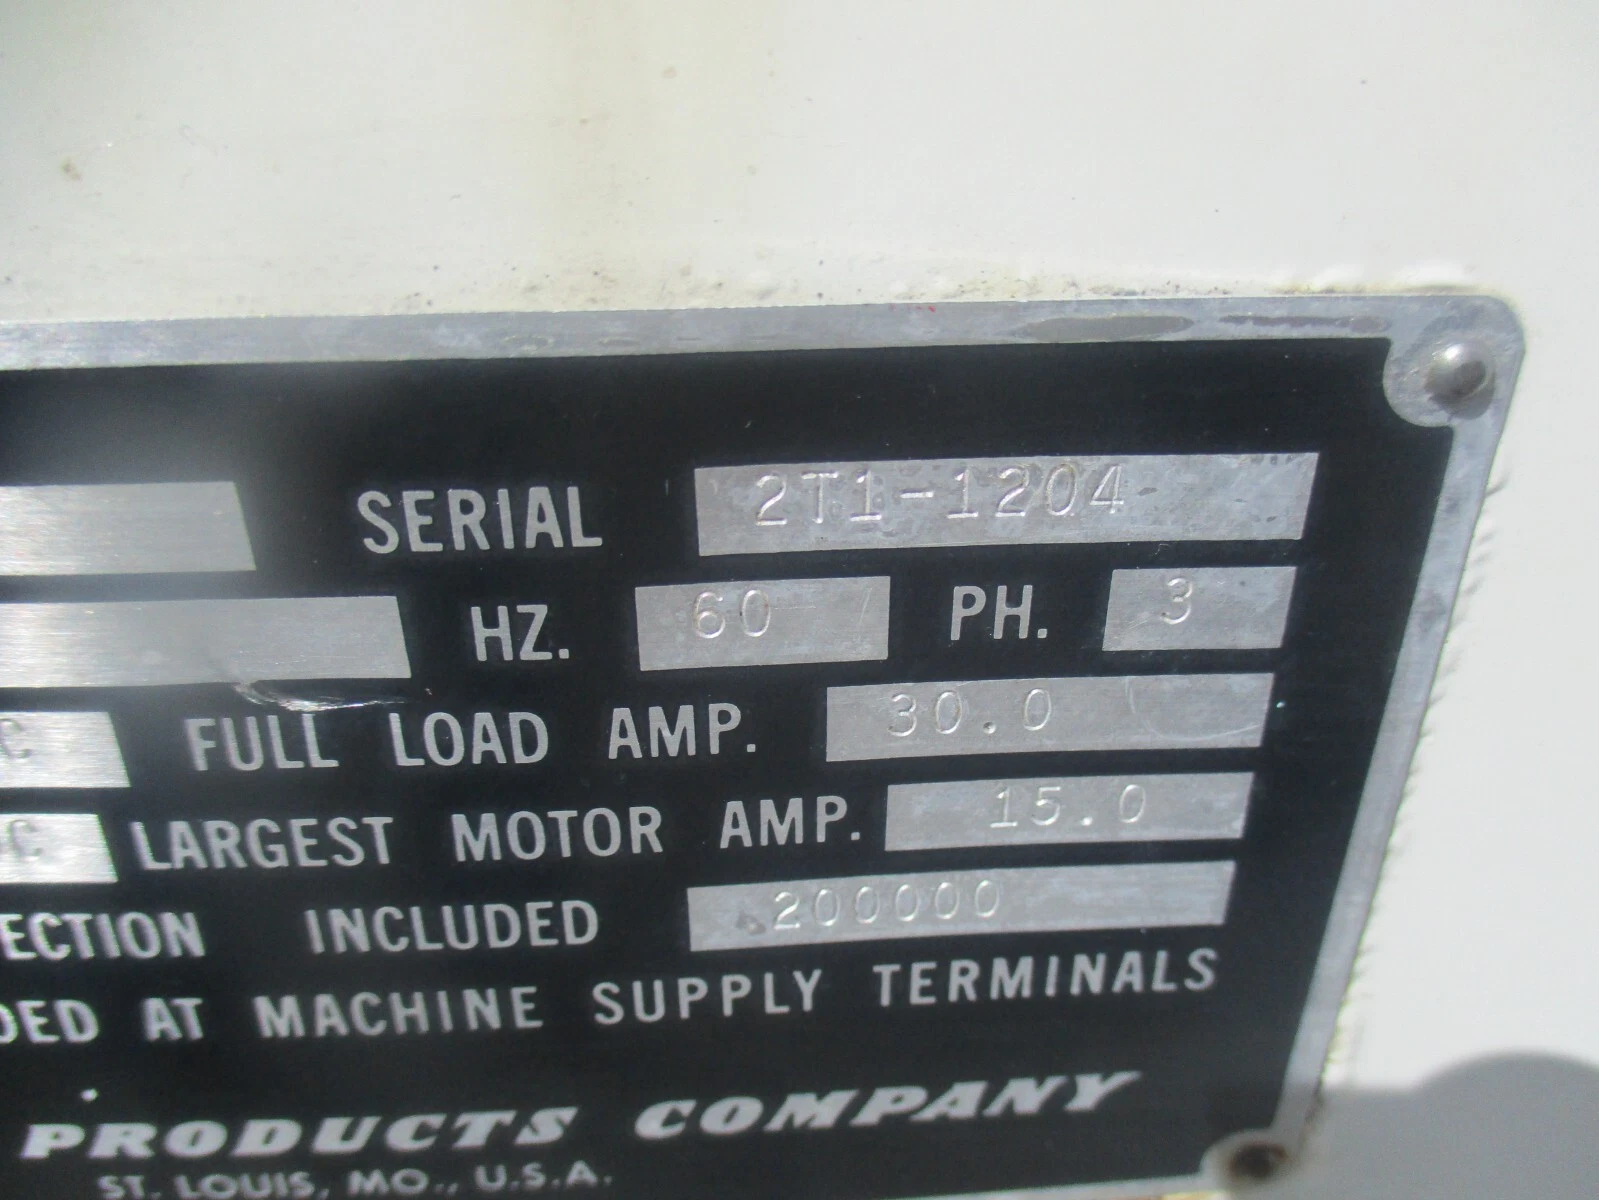 SERIAL 2T1-1204
HZ. 60 PH. 3
C FULL LOAD AMP. 30.0
C LARGEST MOTOR AMP. 15.0
ECTION INCLUDED 200000
DED AT MACHINE SUPPLY TERMINALS
PRODUCTS COMPANY
ST. LOUIS, MO., U.S.A.